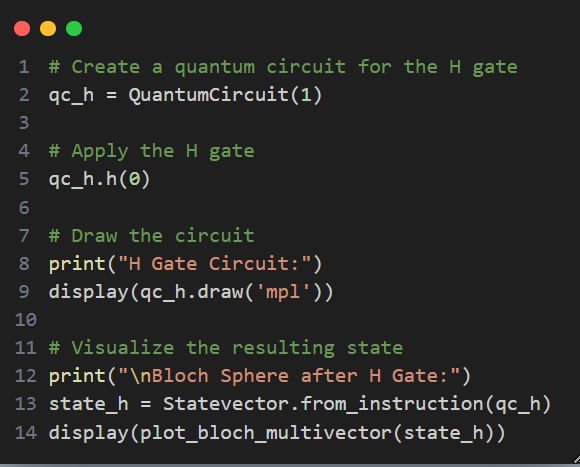 1 # Create a quantum circuit for the H gate
2 qc_h = QuantumCircuit(1)
3
4 # Apply the H gate
5 qc_h.h(0)
6
7 # Draw the circuit
8 print("H Gate Circuit:")
9 display(qc_h.draw('mpl'))
10
11 # Visualize the resulting state
12 print("\nBloch Sphere after H Gate:")
13 state_h = Statevector.from_instruction(qc_h)
14 display(plot_bloch_multivector(state_h))